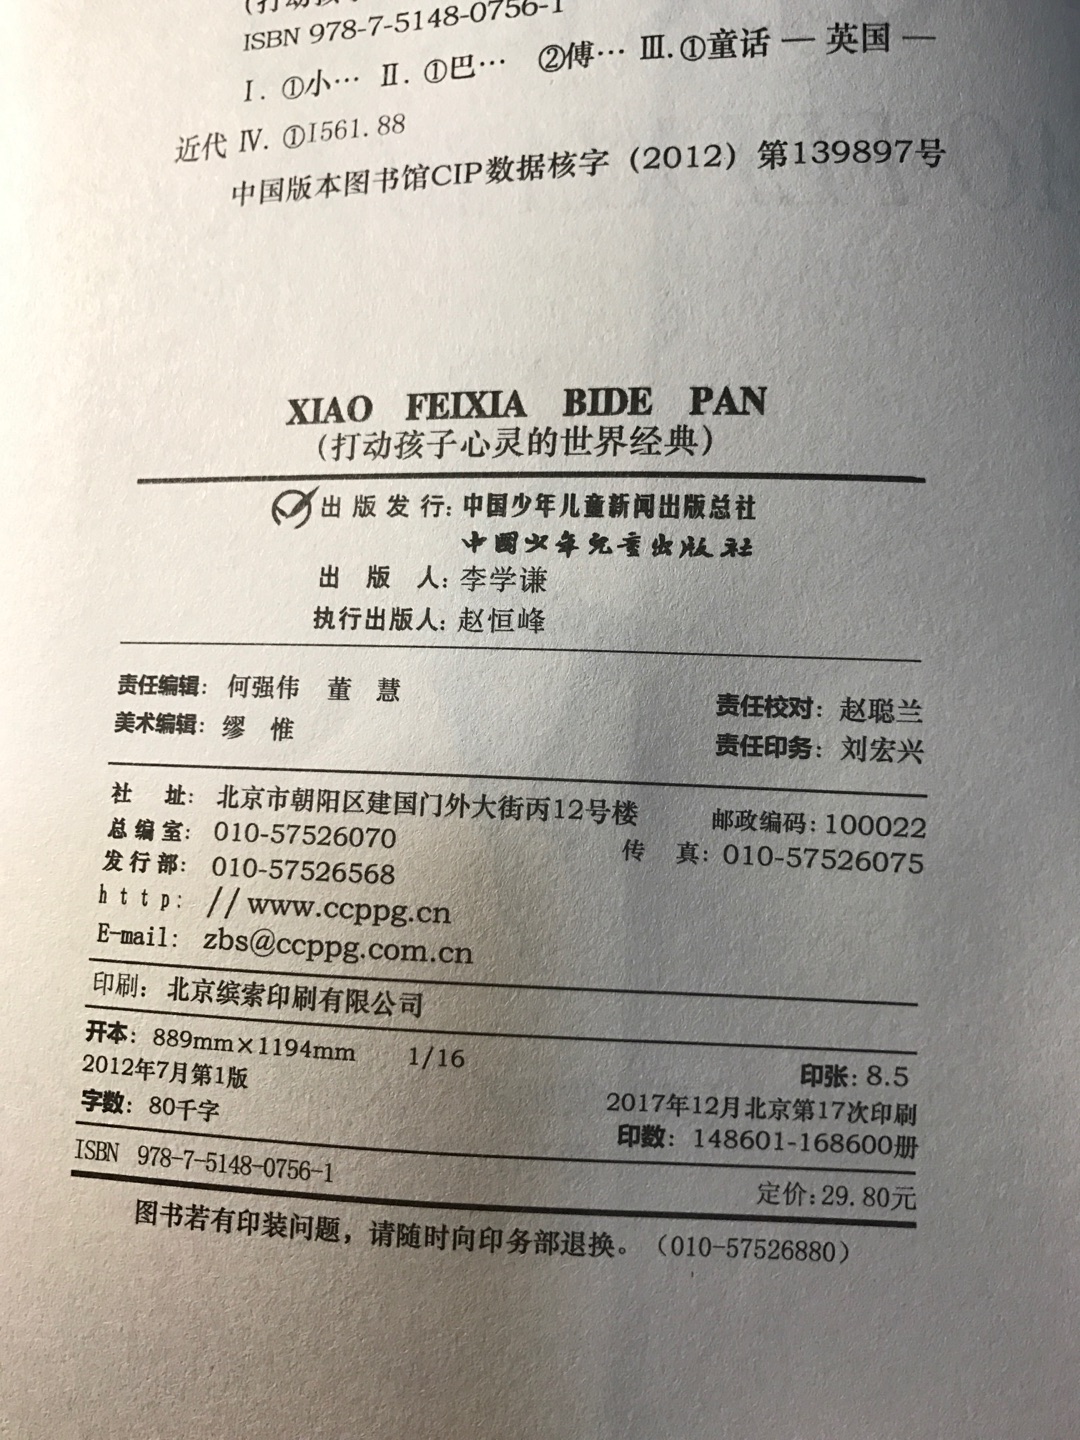 ISBN 978-7-5148-0756-1
Ⅰ. ①小… Ⅱ. ①巴… ②傅… Ⅲ. ①童话 — 英国 —
近代 Ⅳ. ①I561. 88
中国版本图书馆CIP数据核字 (2012) 第139897号
XIAO FEIXIA BIDE PAN
(打动孩子心灵的世界经典)
出 版 发 行: 中国少年儿童新闻出版总社
中國少年兒童出版社
出 版 人: 李学谦
执行出版人: 赵恒峰
责任编辑: 何强伟 董 慧
责任校对: 赵聪兰
美术编辑: 缪 惟
责任印务: 刘宏兴
社 址: 北京市朝阳区建国门外大街丙12号楼 邮政编码: 100022
总 编 室: 010-57526070 传 真: 010-57526075
发 行 部: 010-57526568
http: //www.ccppg.cn
E-mail: zbs@ccppg.com.cn
印刷: 北京缤索印刷有限公司
开本: 889mm×1194mm 1/16 印张: 8.5
2012年7月第1版 2017年12月北京第17次印刷
字数: 80千字 印数: 148601-168600册
ISBN 978-7-5148-0756-1 定价: 29.80元
图书若有印装问题，请随时向印务部退换。(010-57526880)